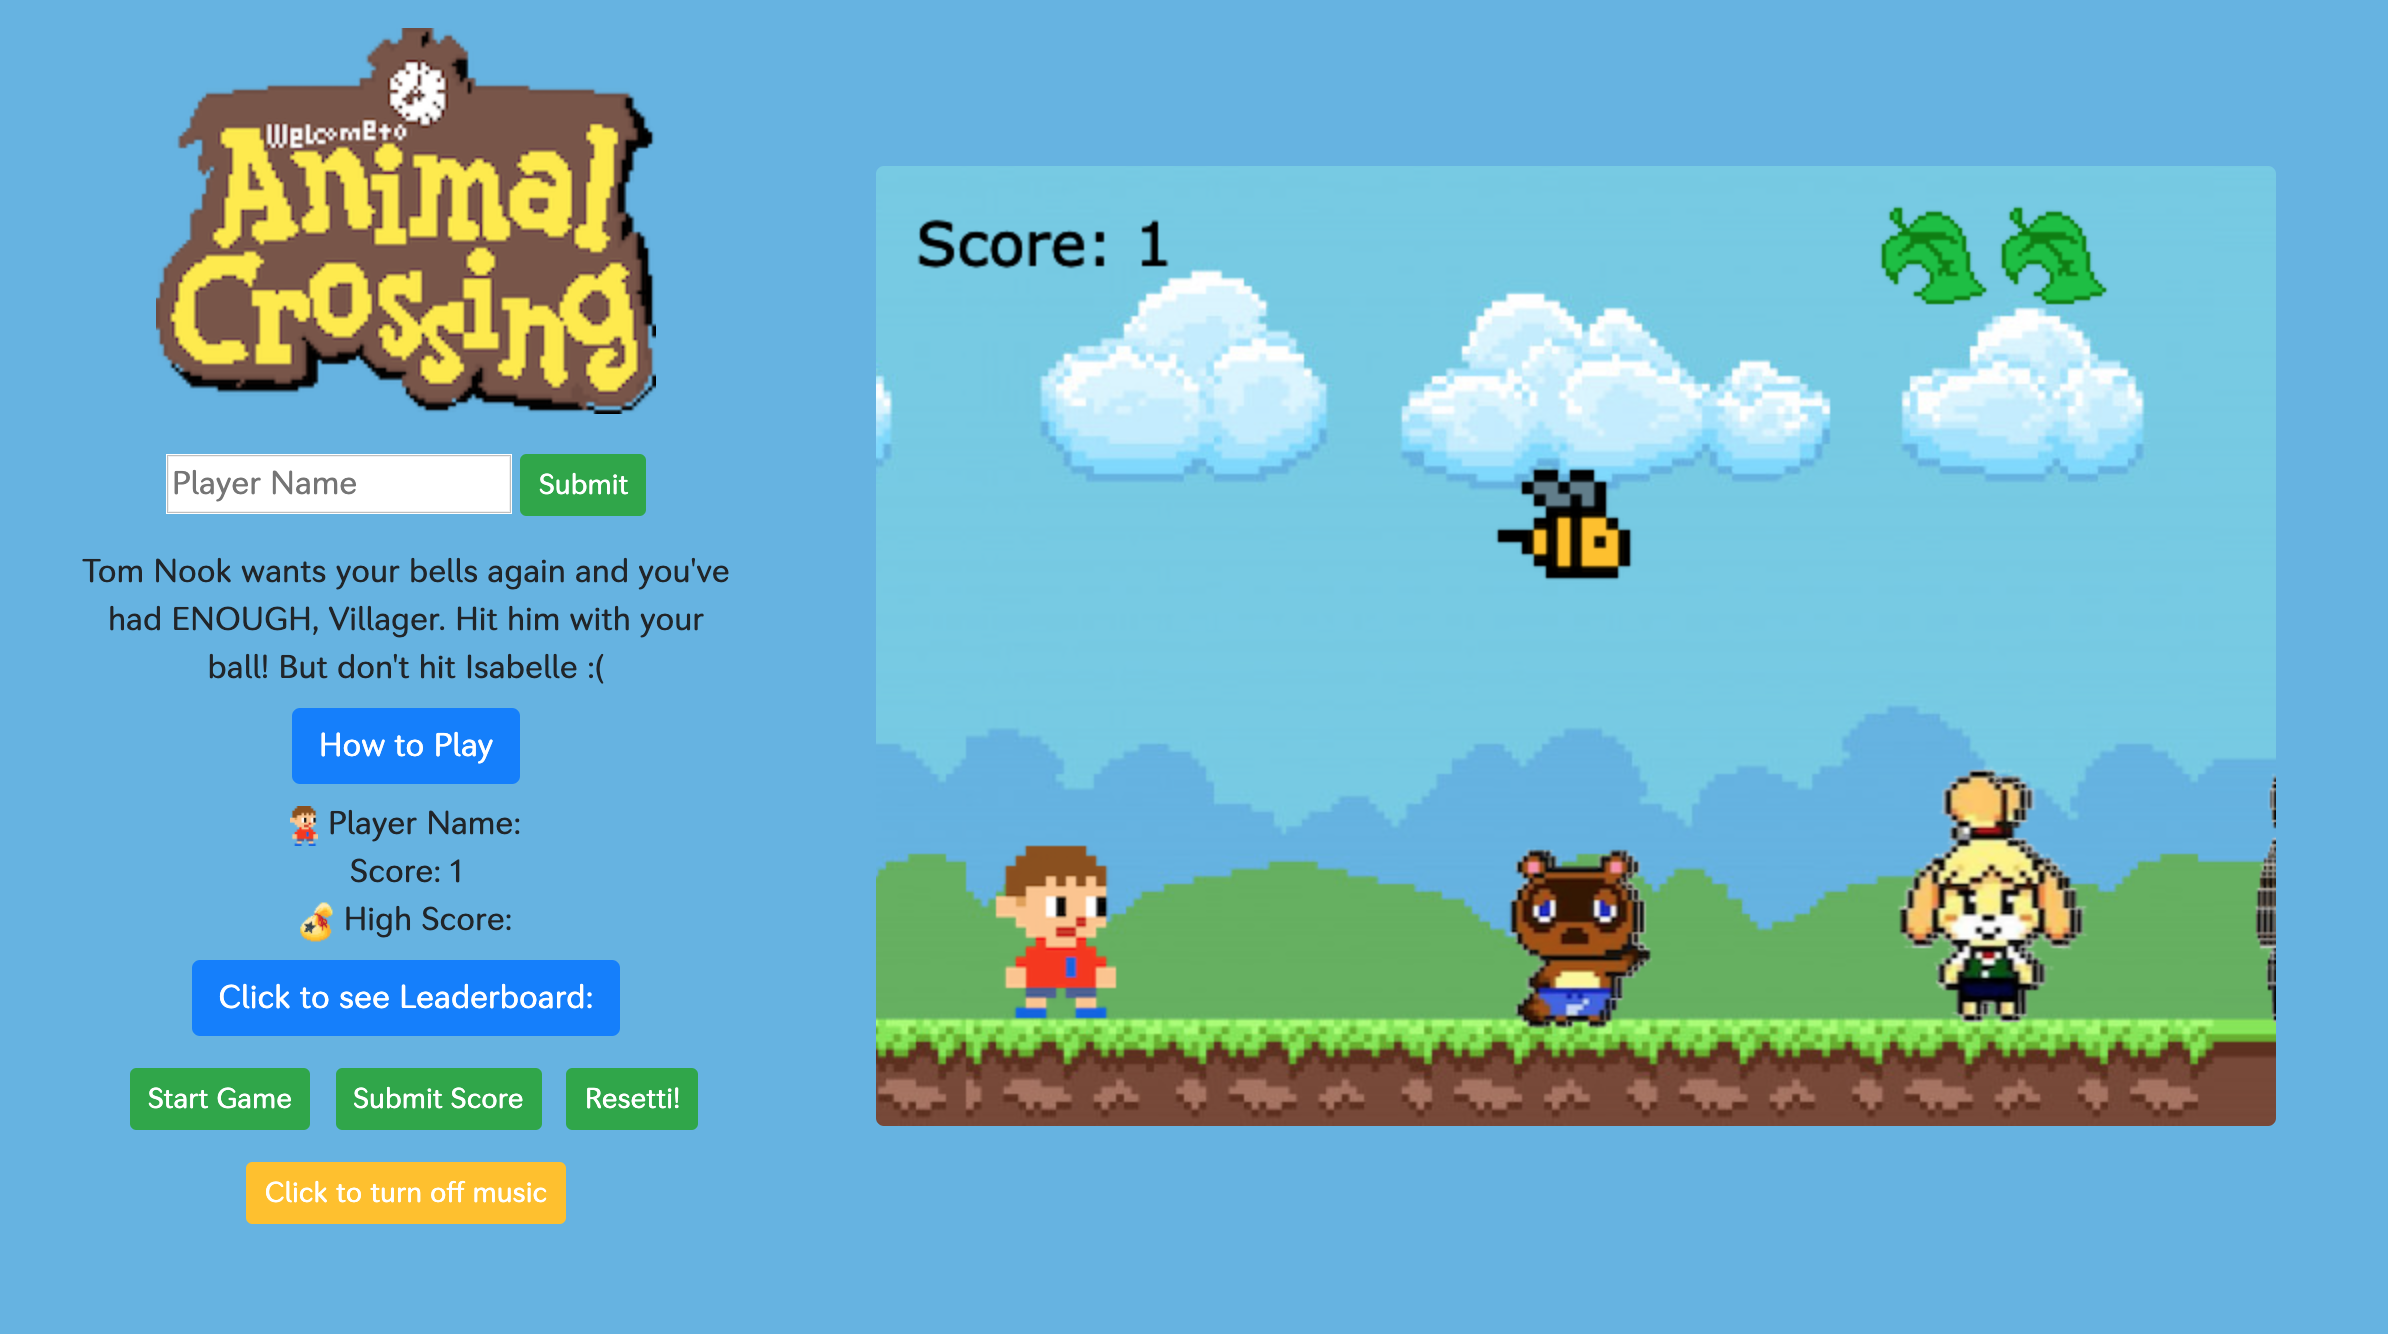 Welcome to
Animal
Crossing
Player Name
Submit
Tom Nook wants your bells again and you've
had ENOUGH, Villager. Hit him with your
ball! But don't hit Isabelle :(
How to Play
Player Name:
Score: 1
High Score:
Click to see Leaderboard:
Start Game
Submit Score
Resetti!
Click to turn off music
Score: 1